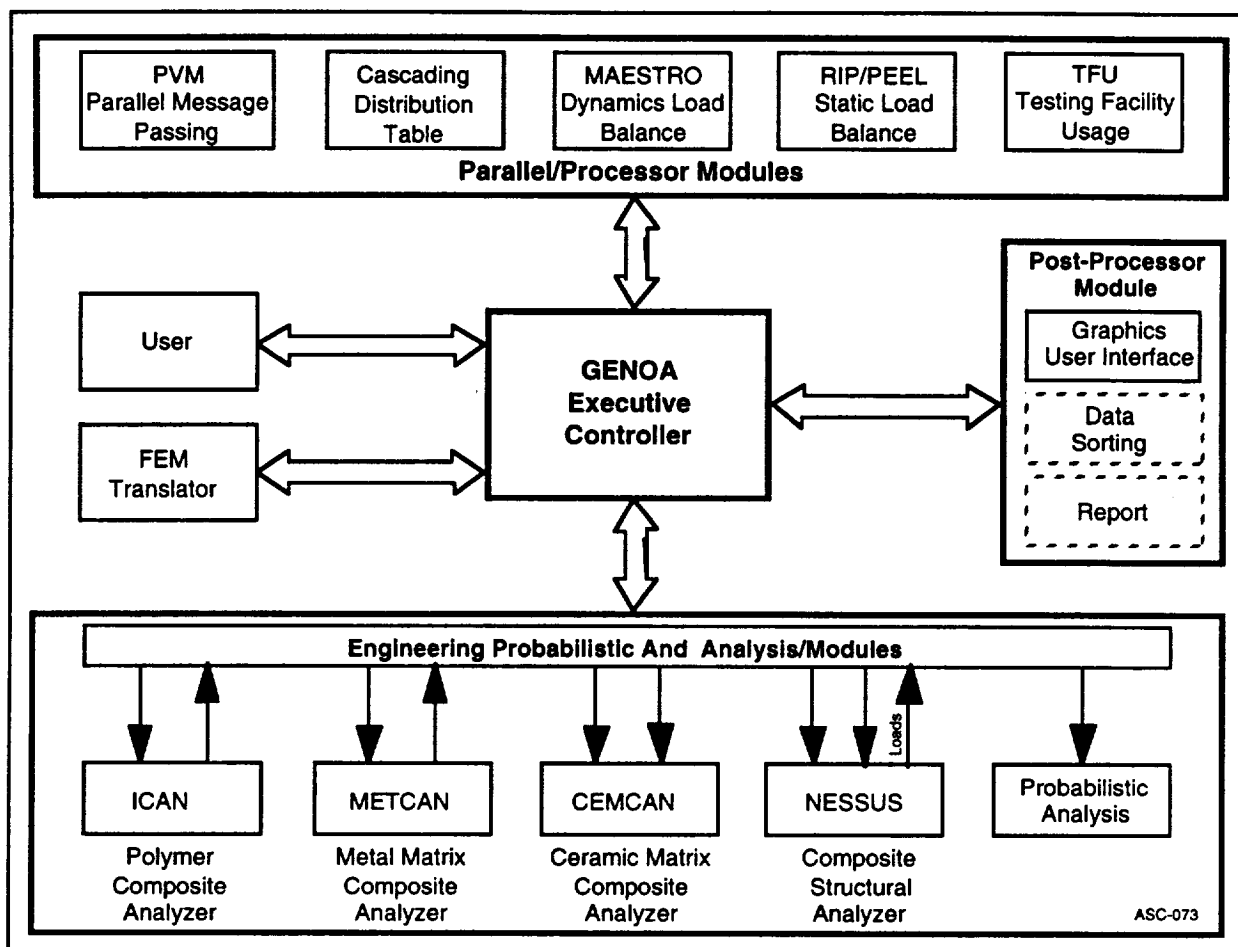 PVM
Parallel Message
Passing
Cascading
Distribution
Table
MAESTRO
Dynamics Load
Balance
RIP/PEEL
Static Load
Balance
TFU
Testing Facility
Usage
Parallel/Processor Modules
User
FEM
Translator
GENOA
Executive
Controller
Post-Processor
Module
Graphics
User Interface
Data
Sorting
Report
Engineering Probabilistic And Analysis/Modules
Loads
ICAN
METCAN
CEMCAN
NESSUS
Probabilistic
Analysis
Polymer
Composite
Analyzer
Metal Matrix
Composite
Analyzer
Ceramic Matrix
Composite
Analyzer
Composite
Structural
Analyzer
ASC-073